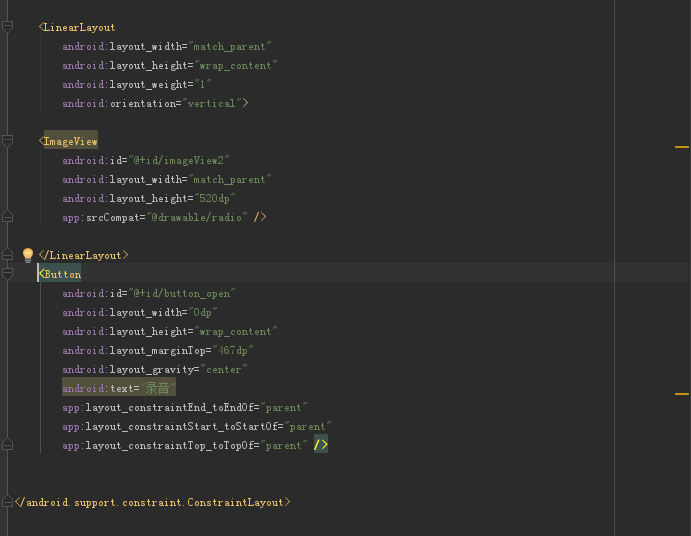 <LinearLayout
android:layout_width="match_parent"
android:layout_height="wrap_content"
android:layout_weight="1"
android:orientation="vertical">
<ImageView
android:id="@+id/imageView2"
android:layout_width="match_parent"
android:layout_height="520dp"
app:srcCompat="@drawable/radio" />
</LinearLayout>
<Button
android:id="@+id/button_open"
android:layout_width="0dp"
android:layout_height="wrap_content"
android:layout_marginTop="467dp"
android:layout_gravity="center"
android:text="录音"
app:layout_constraintEnd_toEndOf="parent"
app:layout_constraintStart_toStartOf="parent"
app:layout_constraintTop_toTopOf="parent" />
</android.support.constraint.ConstraintLayout>